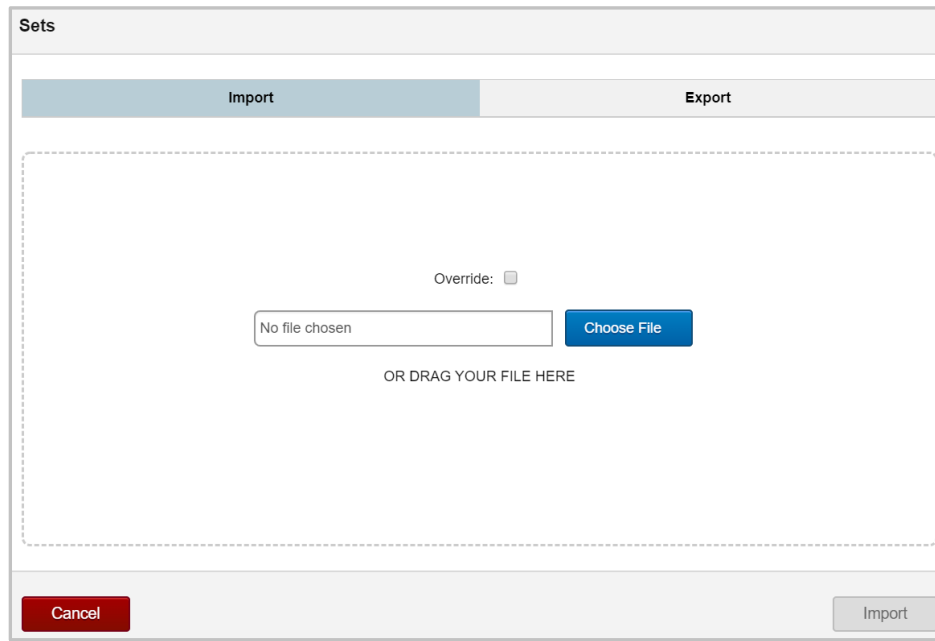 Sets
Import Export
Override:
No file chosen Choose File
OR DRAG YOUR FILE HERE
Cancel Import